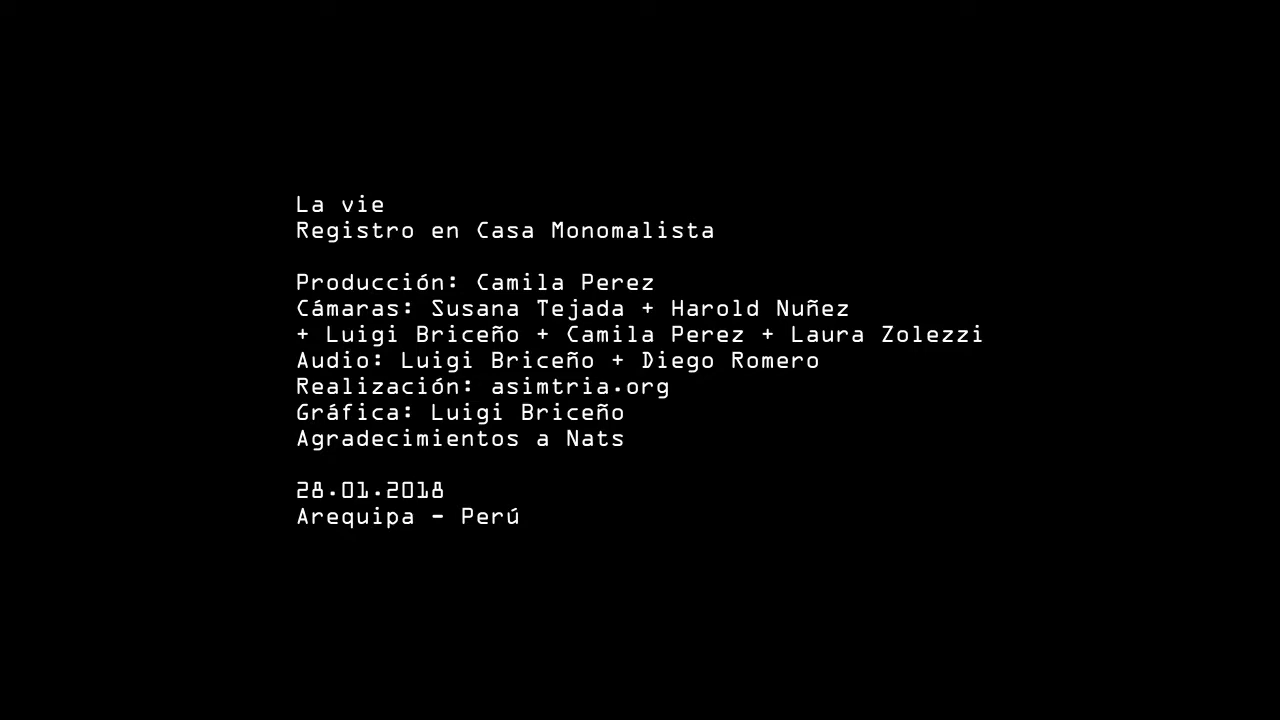 La vie
Registro en Casa Monomalista
Producción: Camila Perez
Cámaras: Susana Tejada + Harold Nuñez
+ Luigi Briceño + Camila Perez + Laura Zolezzi
Audio: Luigi Briceño + Diego Romero
Realización: asimtria.org
Gráfica: Luigi Briceño
Agradecimientos a Nats
28.01.2018
Arequipa - Perú